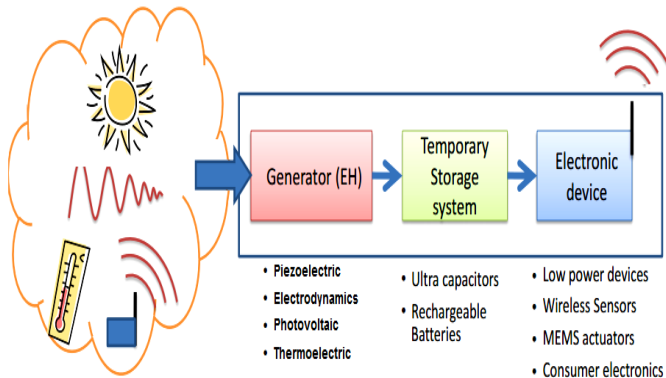 Generator (EH)
Temporary
Storage
system
Electronic
device
• Piezoelectric
• Electrodynamics
• Photovoltaic
• Thermoelectric
• Ultra capacitors
• Rechargeable
Batteries
• Low power devices
• Wireless Sensors
• MEMS actuators
• Consumer electronics